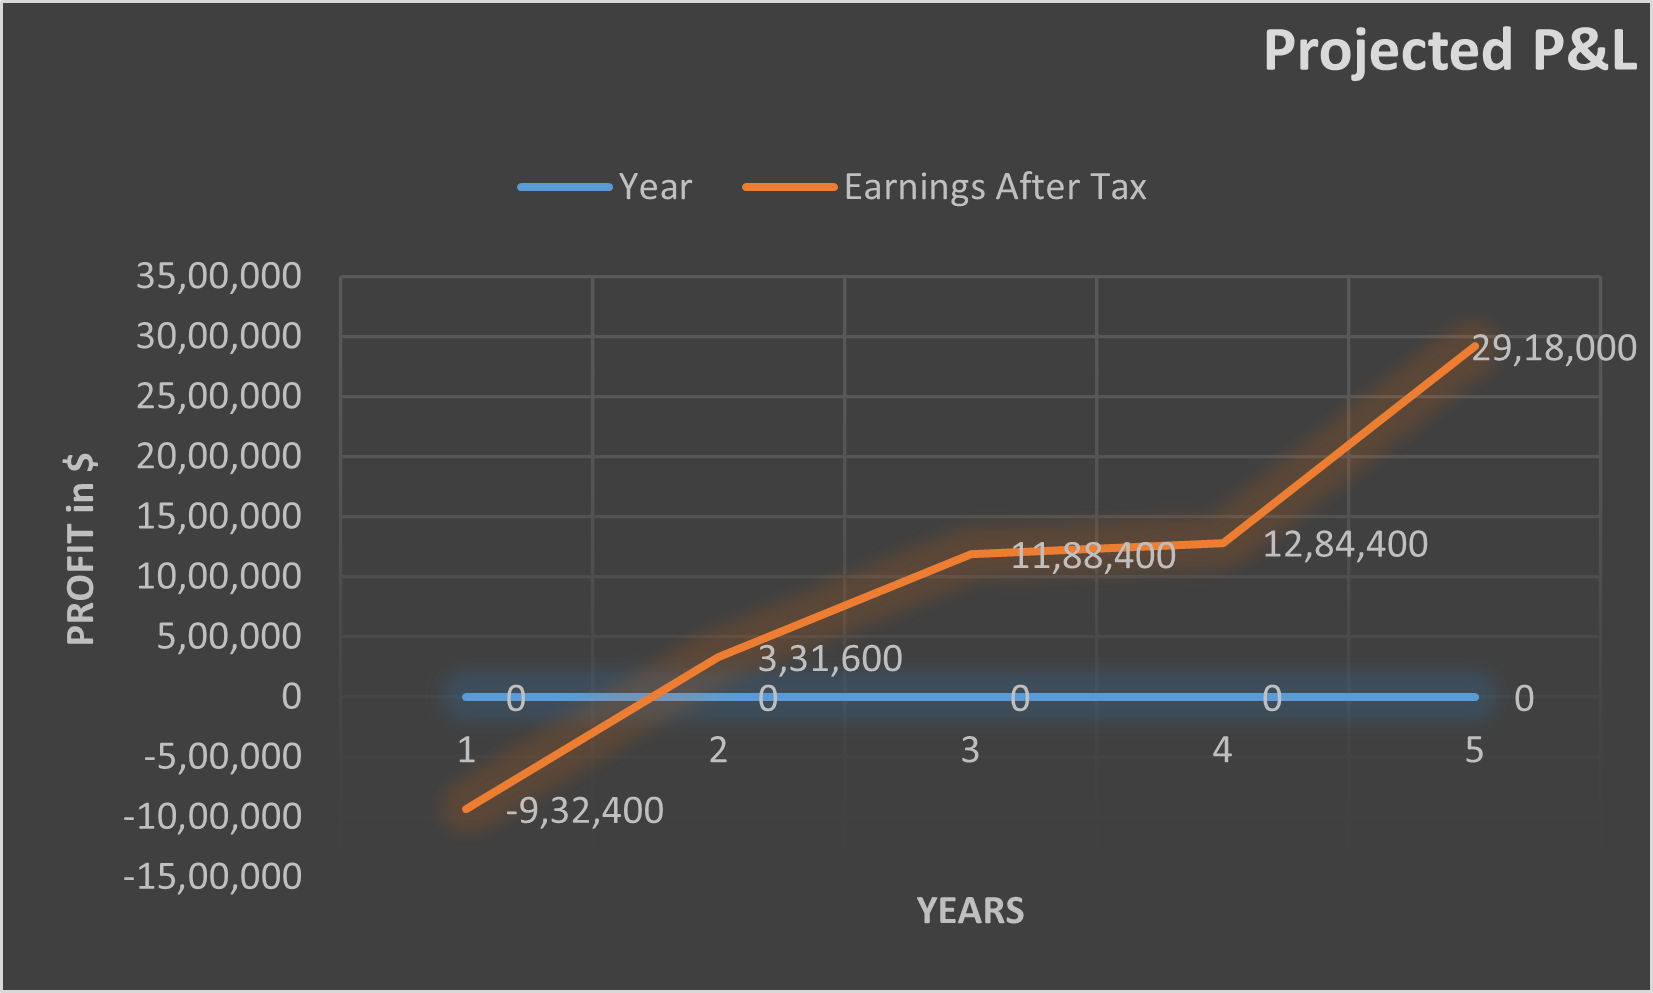 Projected P&L
Year
Earnings After Tax
35,00,000
30,00,000
25,00,000
20,00,000
15,00,000
10,00,000
5,00,000
0
-5,00,000
-10,00,000
-15,00,000
PROFIT in $
29,18,000
12,84,400
11,88,400
3,31,600
-9,32,400
0 0 0 0 0
1 2 3 4 5
YEARS